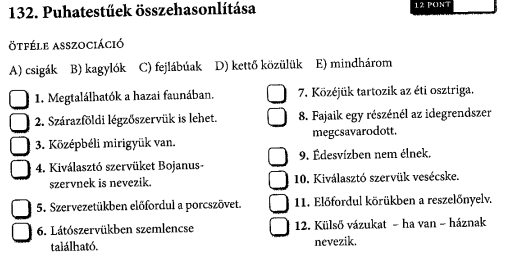 132. Puhatestűek összehasonlítása
12 PONT
ÖTFÉLE ASSZOCIÁCIÓ
A) csigák B) kagylók C) fejlábúak D) kettő közülük E) mindhárom
1. Megtalálhatók a hazai faunában.
2. Szárazföldi légzőszervük is lehet.
3. Középbéli mirigyük van.
4. Kiválasztó szervüket Bojanus-
szervnek is nevezik.
5. Szervezetükben előfordul a porcszövet.
6. Látószervükben szemlencse
található.
7. Közéjük tartozik az éti osztriga.
8. Fajaik egy részénél az idegrendszer
megcsavarodott.
9. Édesvízben nem élnek.
10. Kiválasztó szervük vesécske.
11. Előfordul körükben a reszelőnyelv.
12. Külső vázukat – ha van – háznak
nevezik.